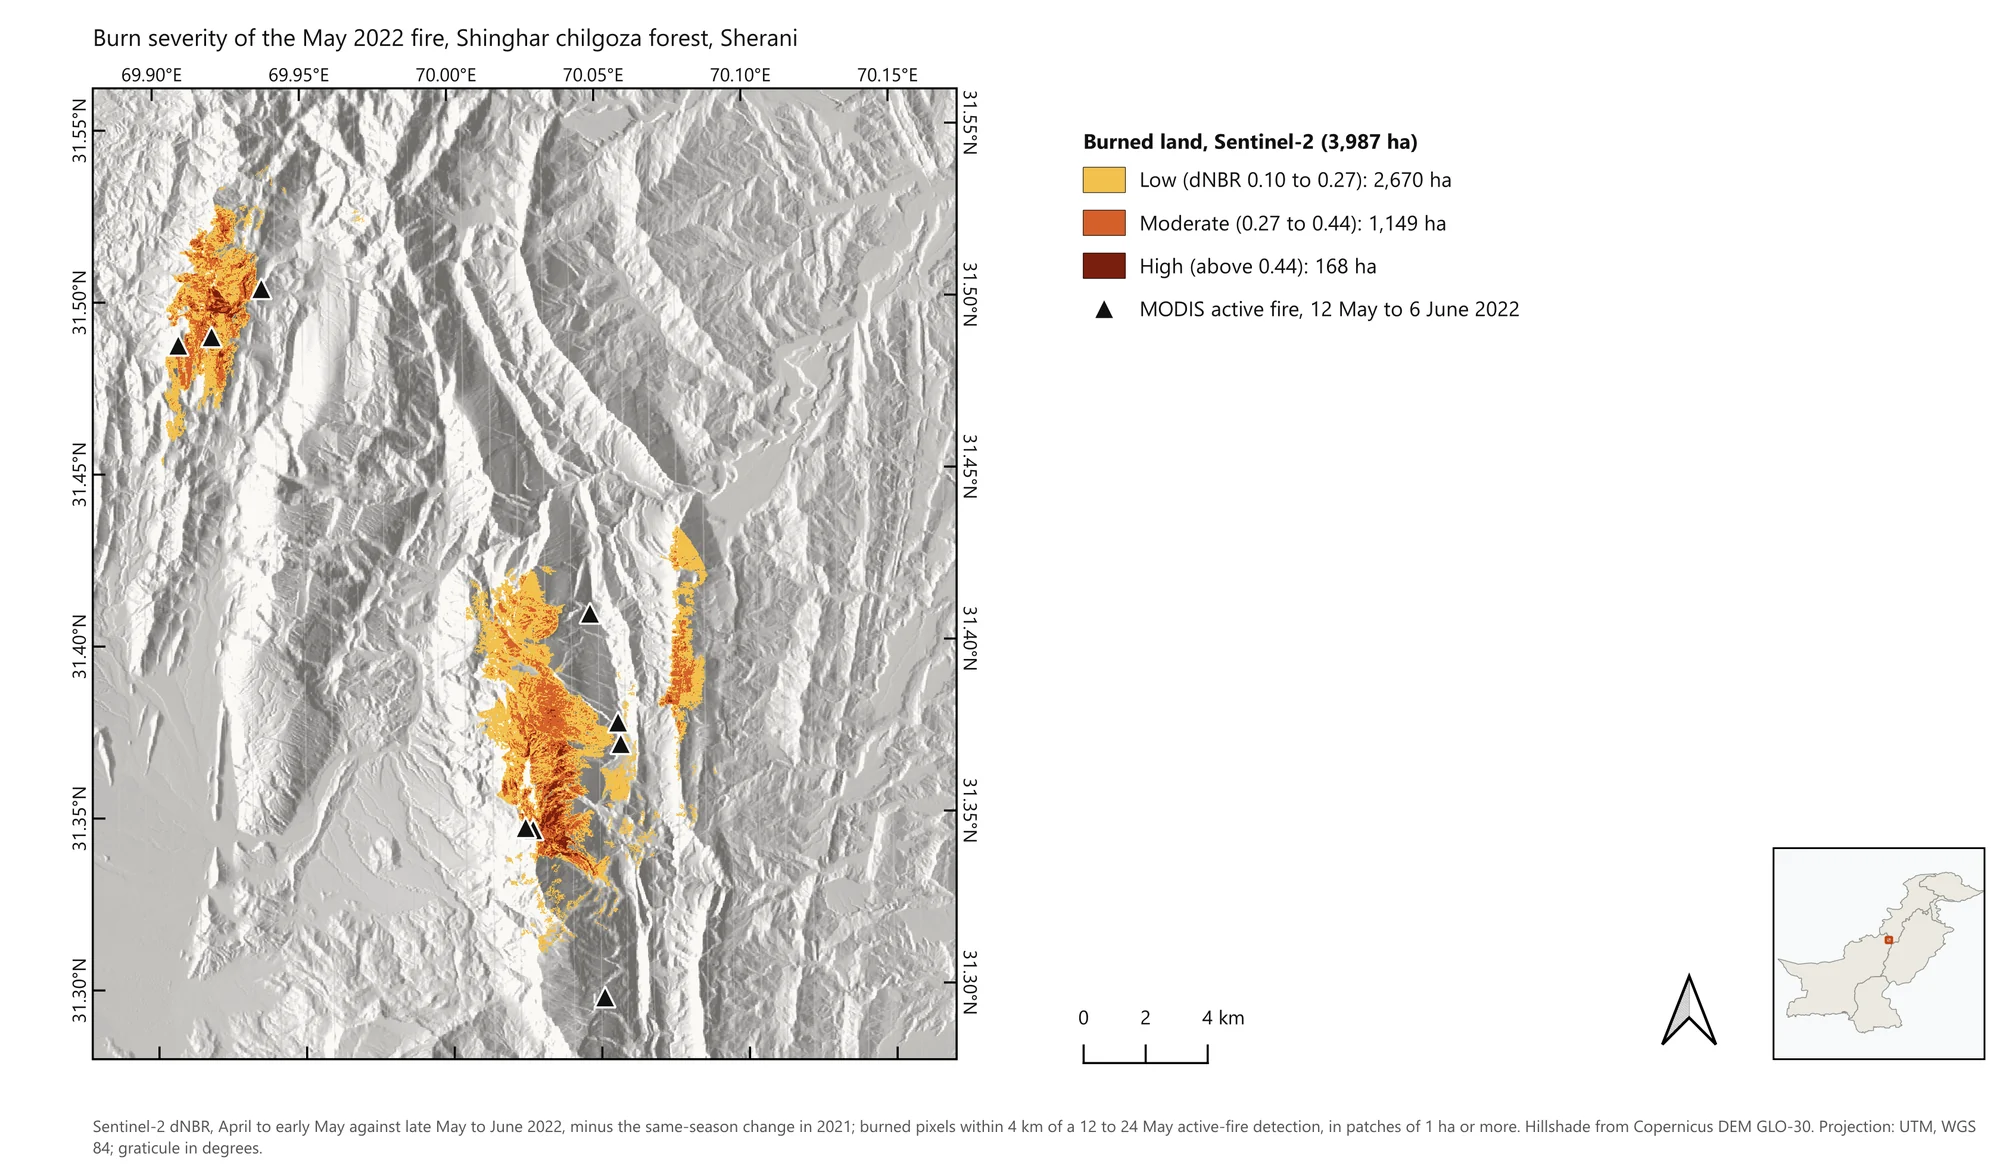 Burn severity of the May 2022 fire, Shinghar chilgoza forest, Sherani
69.90°E 69.95°E 70.00°E 70.05°E 70.10°E 70.15°E
31.55°N
31.50°N
31.45°N
31.40°N
31.35°N
31.30°N
31.55°N
31.50°N
31.45°N
31.40°N
31.35°N
31.30°N
Burned land, Sentinel-2 (3,987 ha)
Low (dNBR 0.10 to 0.27): 2,670 ha
Moderate (0.27 to 0.44): 1,149 ha
High (above 0.44): 168 ha
MODIS active fire, 12 May to 6 June 2022
0 2 4 km
Sentinel-2 dNBR, April to early May against late May to June 2022, minus the same-season change in 2021; burned pixels within 4 km of a 12 to 24 May active-fire detection, in patches of 1 ha or more. Hillshade from Copernicus DEM GLO-30. Projection: UTM, WGS
84; graticule in degrees.